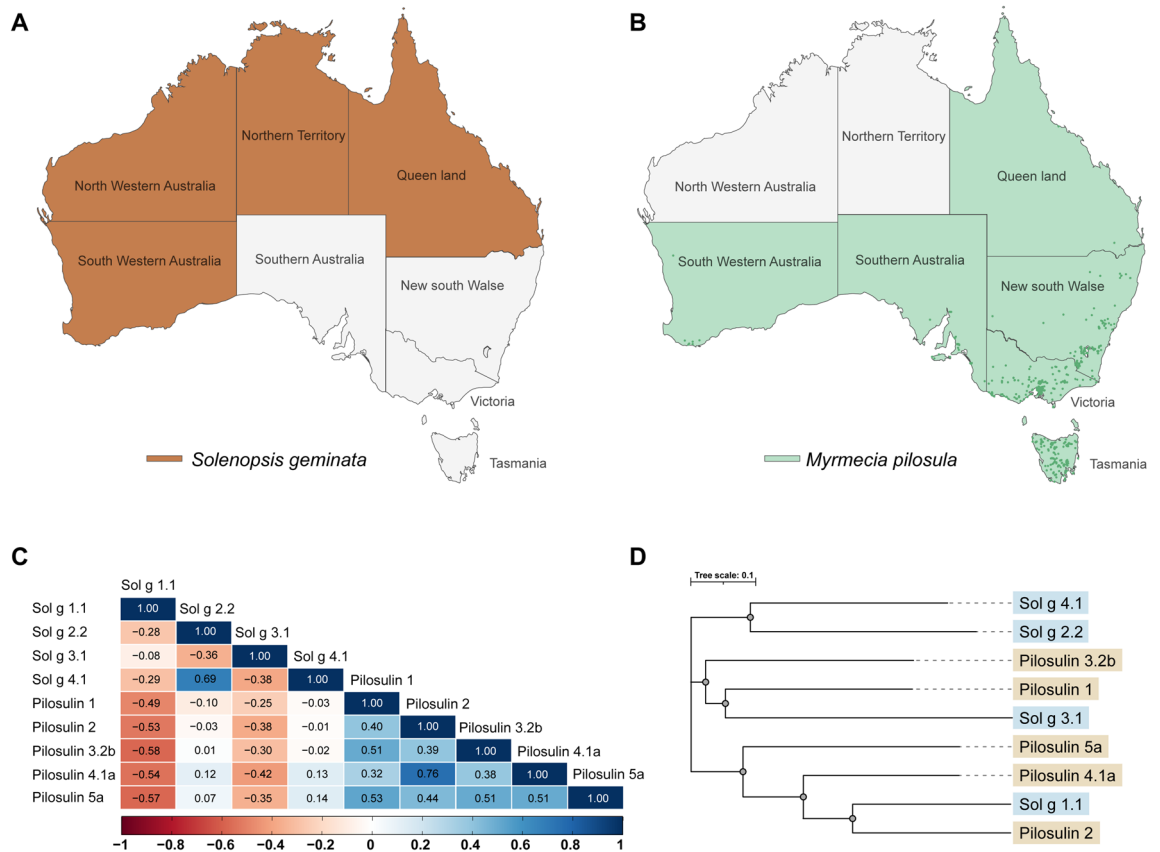 A
Northern Territory
North Western Australia
Queen land
South Western Australia
Southern Australia
New south Walse
Victoria
Tasmania
Solenopsis geminata
B
Northern Territory
North Western Australia
Queen land
South Western Australia
Southern Australia
New south Walse
Victoria
Tasmania
Myrmecia pilosula
C
Sol g 1.1
Sol g 1.1 1.00 Sol g 2.2
Sol g 2.2 −0.28 1.00 Sol g 3.1
Sol g 3.1 −0.08 −0.36 1.00 Sol g 4.1
Sol g 4.1 −0.29 0.69 −0.38 1.00 Pilosulin 1
Pilosulin 1 −0.49 −0.10 −0.25 −0.03 1.00 Pilosulin 2
Pilosulin 2 −0.53 −0.03 −0.38 −0.01 0.40 1.00 Pilosulin 3.2b
Pilosulin 3.2b −0.58 0.01 −0.30 −0.02 0.51 0.39 1.00 Pilosulin 4.1a
Pilosulin 4.1a −0.54 0.12 −0.42 0.13 0.32 0.76 0.38 1.00 Pilosulin 5a
Pilosulin 5a −0.57 0.07 −0.35 0.14 0.53 0.44 0.51 0.51 1.00
−1 −0.8 −0.6 −0.4 −0.2 0 0.2 0.4 0.6 0.8 1
D
Tree scale: 0.1
Sol g 4.1
Sol g 2.2
Pilosulin 3.2b
Pilosulin 1
Sol g 3.1
Pilosulin 5a
Pilosulin 4.1a
Sol g 1.1
Pilosulin 2